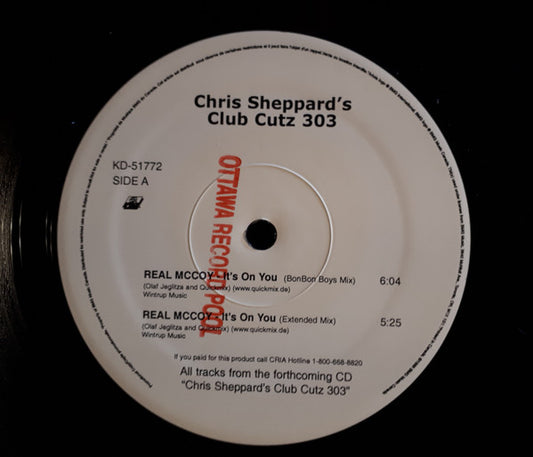 Chris Sheppard's
Club Cutz 303
KD-51772
SIDE A
OTTAWA RECORD POOL
REAL MCCOY - It's On You (BonBon Boys Mix) 6:04
(Olaf Jeglitza and Quickmix) (www.quickmix.de)
Wintrup Music
REAL MCCOY - It's On You (Extended Mix) 5:25
(Olaf Jeglitza and Quickmix) (www.quickmix.de)
Wintrup Music
If you paid for this product call CRIA Hotline 1-800-668-8820
All tracks from the forthcoming CD
"Chris Sheppard's Club Cutz 303"